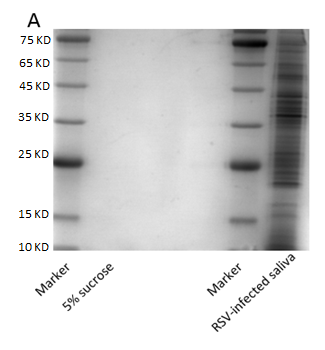 A
75 KD
65 KD
45 KD
35 KD
25 KD
15 KD
10 KD
Marker
5% sucrose
Marker
RSV-infected saliva